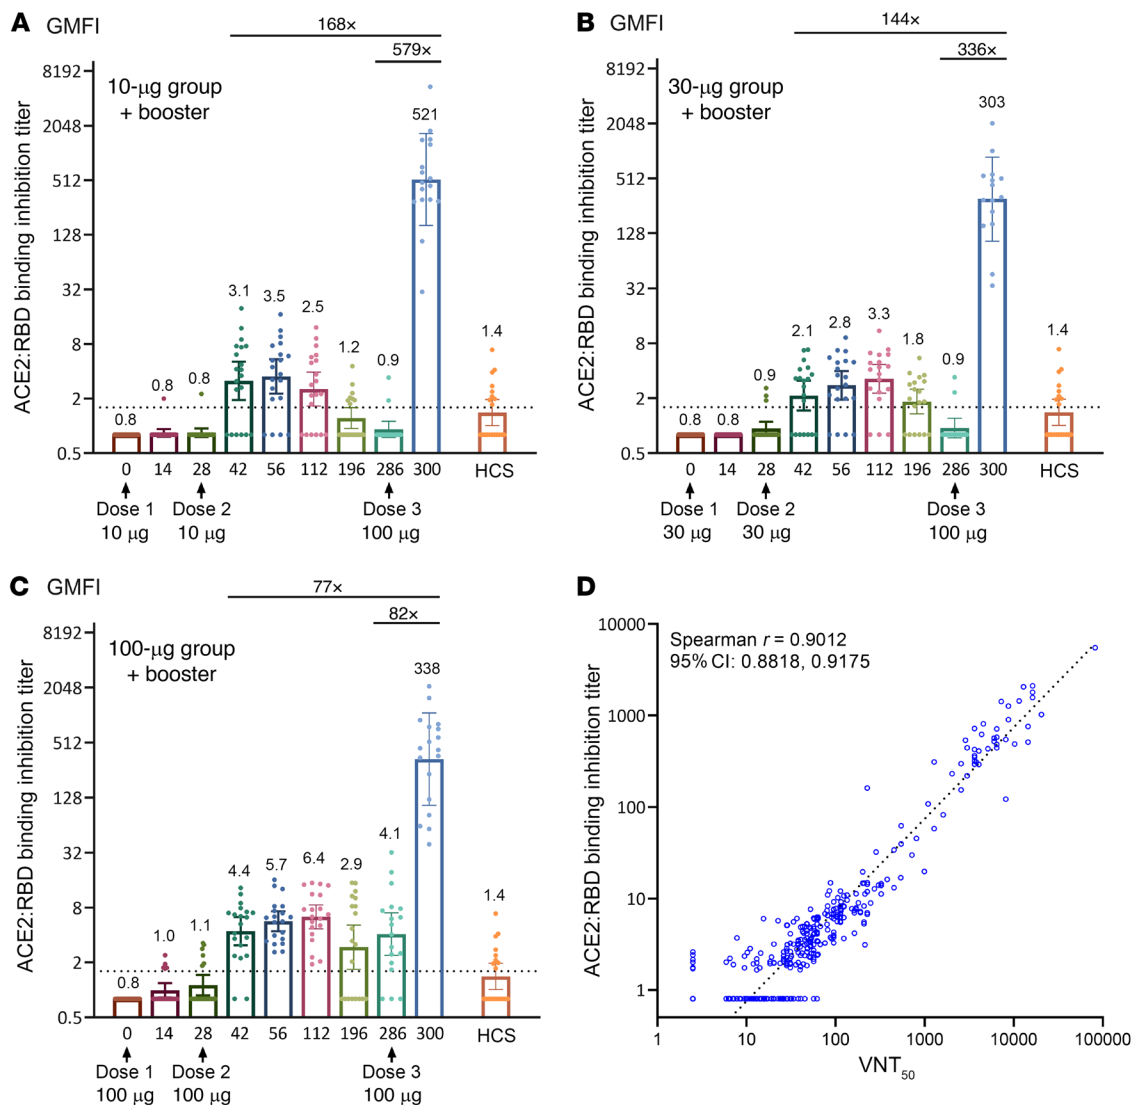 A GMFI
168×
579×
10-μg group
+ booster
ACE2:RBD binding inhibition titer
8192
2048
512
128
32
8
2
0.5
0.8
0.8
0.8
3.1
3.5
2.5
1.2
0.9
521
1.4
0 14 28 42 56 112 196 286 300 HCS
Dose 1 Dose 2 Dose 3
10 μg 10 μg 100 μg
B GMFI
144×
336×
30-μg group
+ booster
ACE2:RBD binding inhibition titer
8192
2048
512
128
32
8
2
0.5
0.8
0.8
0.9
2.1
2.8
3.3
1.8
0.9
303
1.4
0 14 28 42 56 112 196 286 300 HCS
Dose 1 Dose 2 Dose 3
30 μg 30 μg 100 μg
C GMFI
77×
82×
100-μg group
+ booster
ACE2:RBD binding inhibition titer
8192
2048
512
128
32
8
2
0.5
0.8
1.0
1.1
4.4
5.7
6.4
2.9
4.1
338
1.4
0 14 28 42 56 112 196 286 300 HCS
Dose 1 Dose 2 Dose 3
100 μg 100 μg 100 μg
D
Spearman r = 0.9012
95% CI: 0.8818, 0.9175
ACE2:RBD binding inhibition titer
10000
1000
100
10
1
1 10 100 1000 10000 100000
VNT50